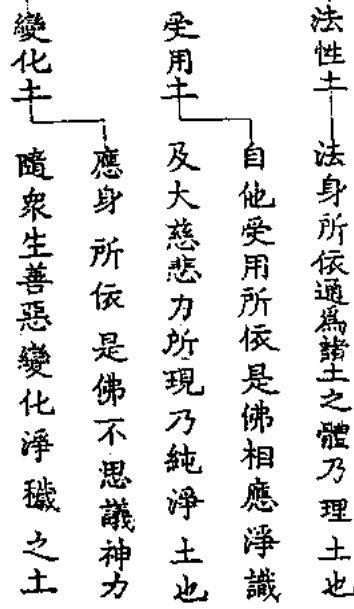 法性土 法身所依通爲諸土之體乃理土也
受用土 自他受用所依是佛相應淨識
及大慈悲力所現乃純淨土也
變化土 應身所依是佛不思議神力
隨衆生善惡變化淨穢之土